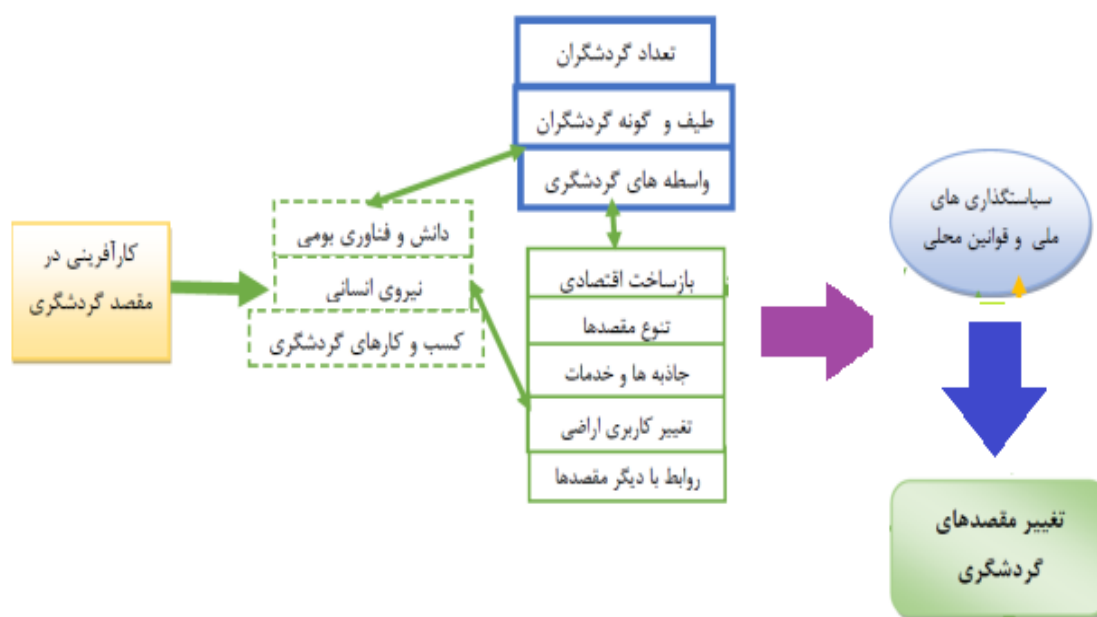 تعداد گردشگران
طیف و گونه گردشگران
واسطه های گردشگری
سیاستگذاری های
ملی و قوانین محلی
کارآفرینی در
مقصد گردشگری
دانش و فناوری بومی
نیروی انسانی
کسب و کارهای گردشگری
بازساخت اقتصادی
تنوع مقصدها
جاذبه ها و خدمات
تغییر کاربری اراضی
روابط با دیگر مقصدها
تغییر مقصدهای
گردشگری